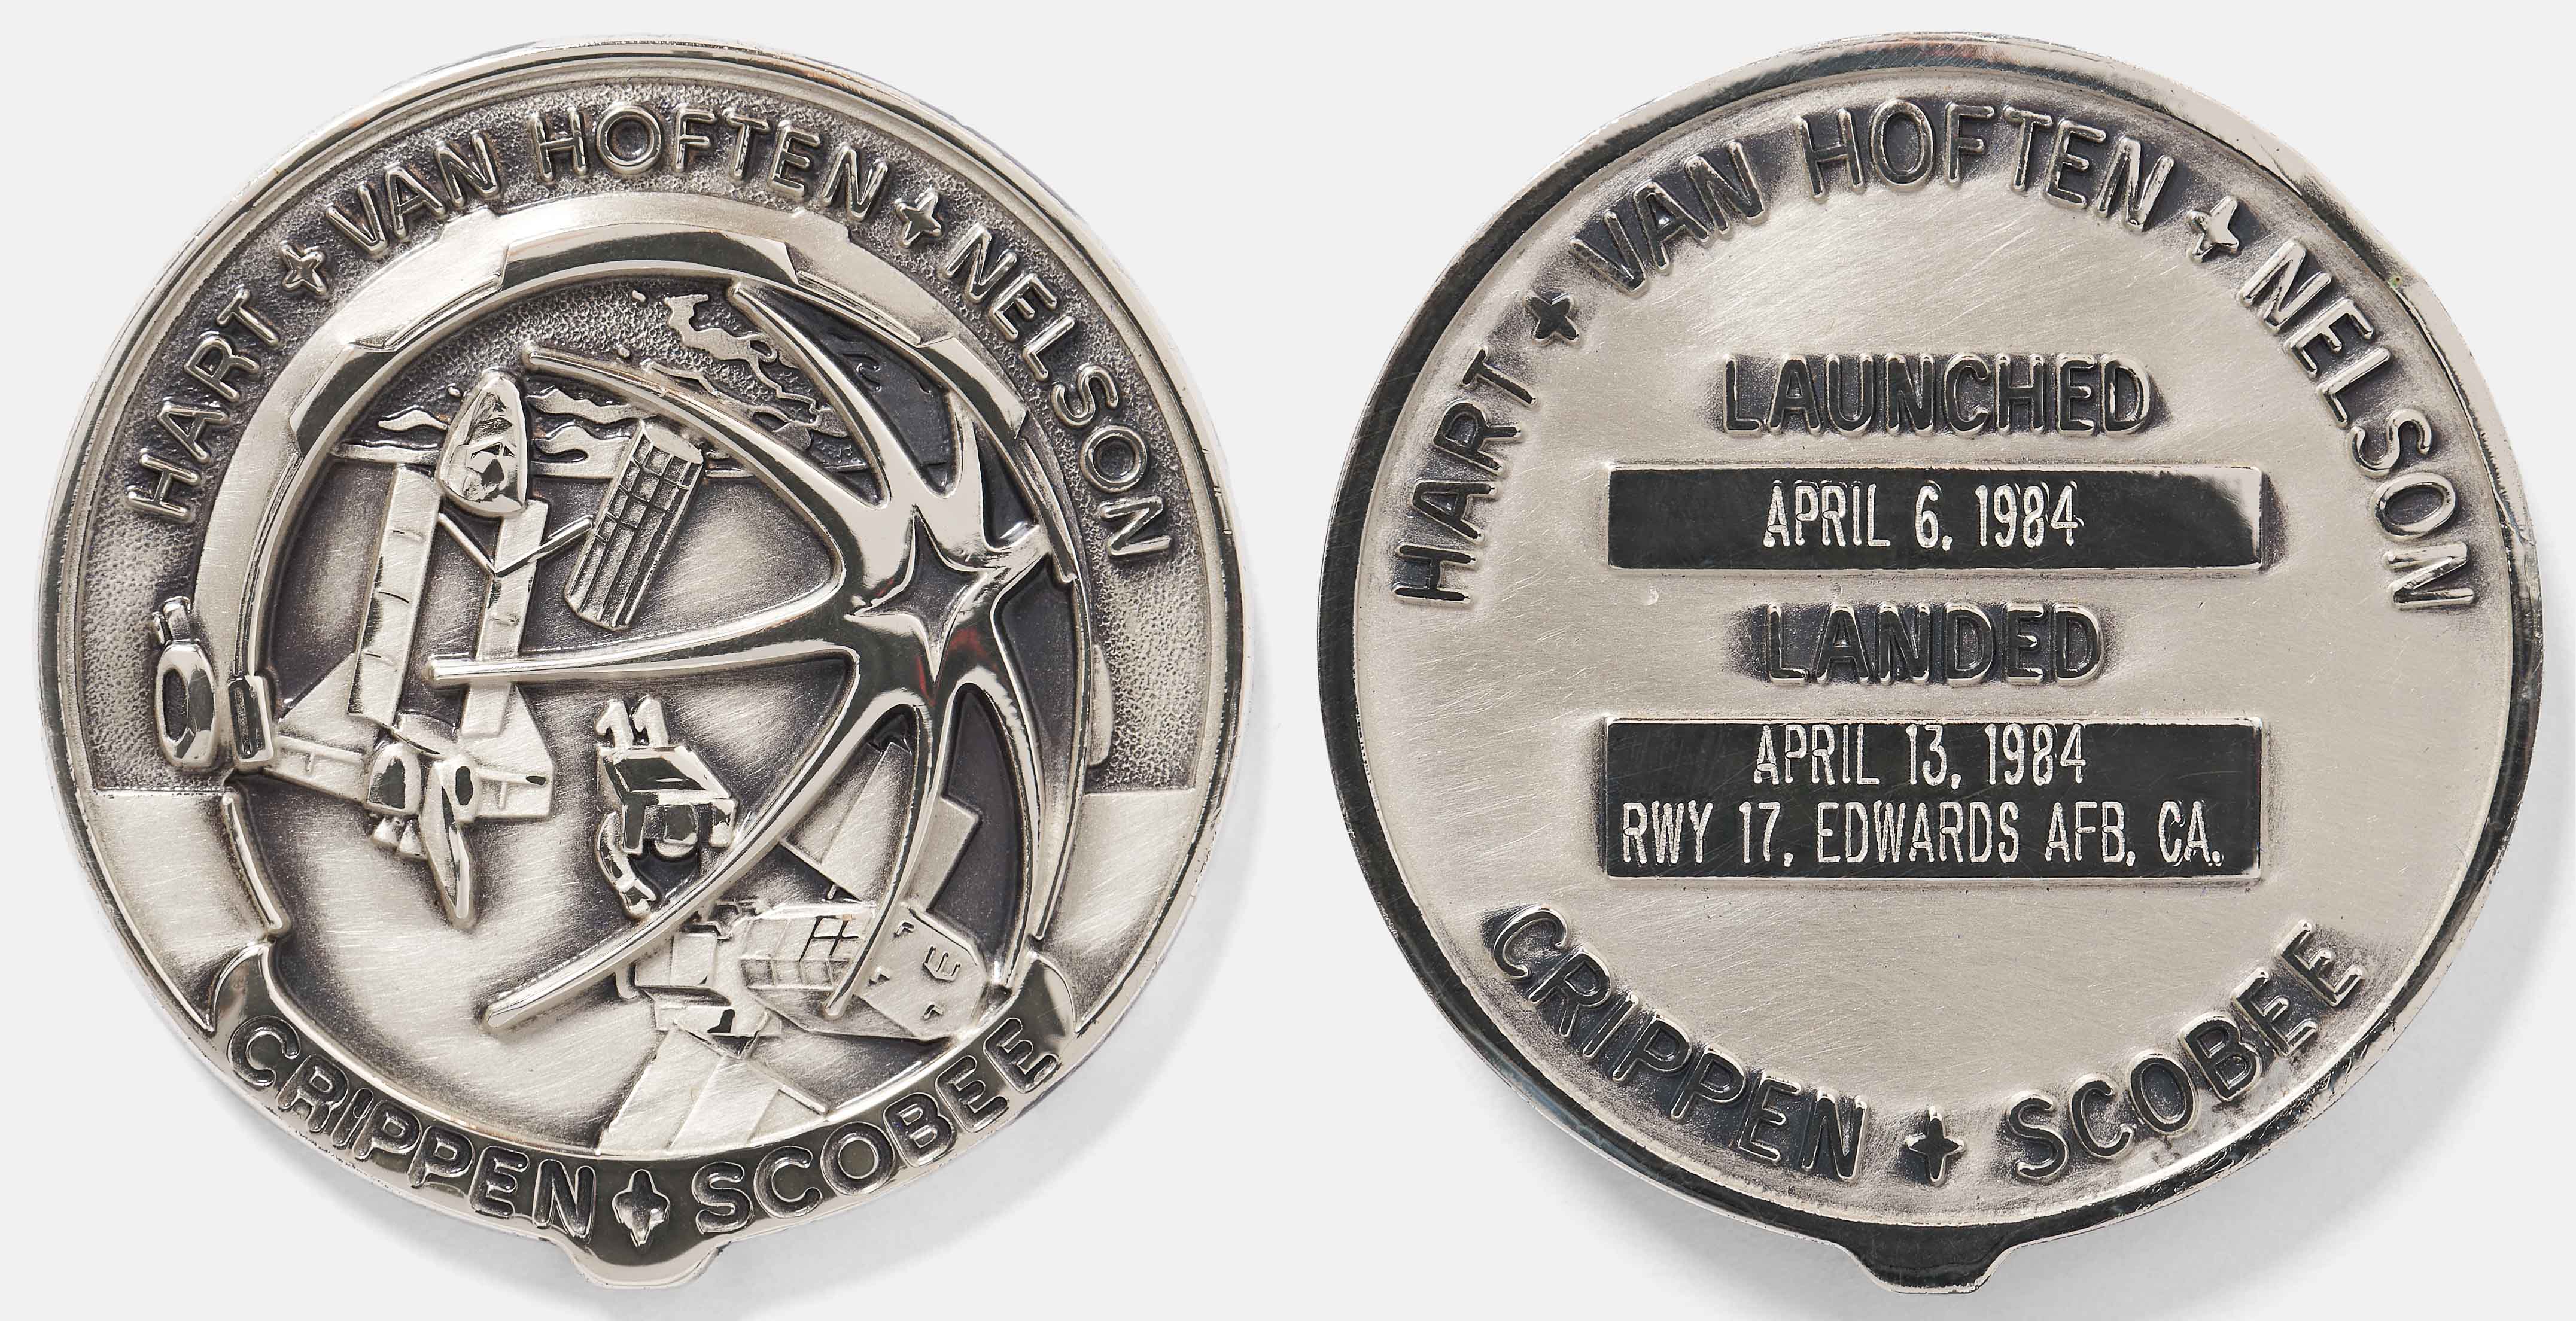 HART ✦ VAN HOFTEN ✦ NELSON
11
E
CRIPPEN ✦ SCOBEE
HART ✦ VAN HOFTEN ✦ NELSON
LAUNCHED
APRIL 6, 1984
LANDED
APRIL 13, 1984
RWY 17, EDWARDS AFB, CA.
CRIPPEN ✦ SCOBEE